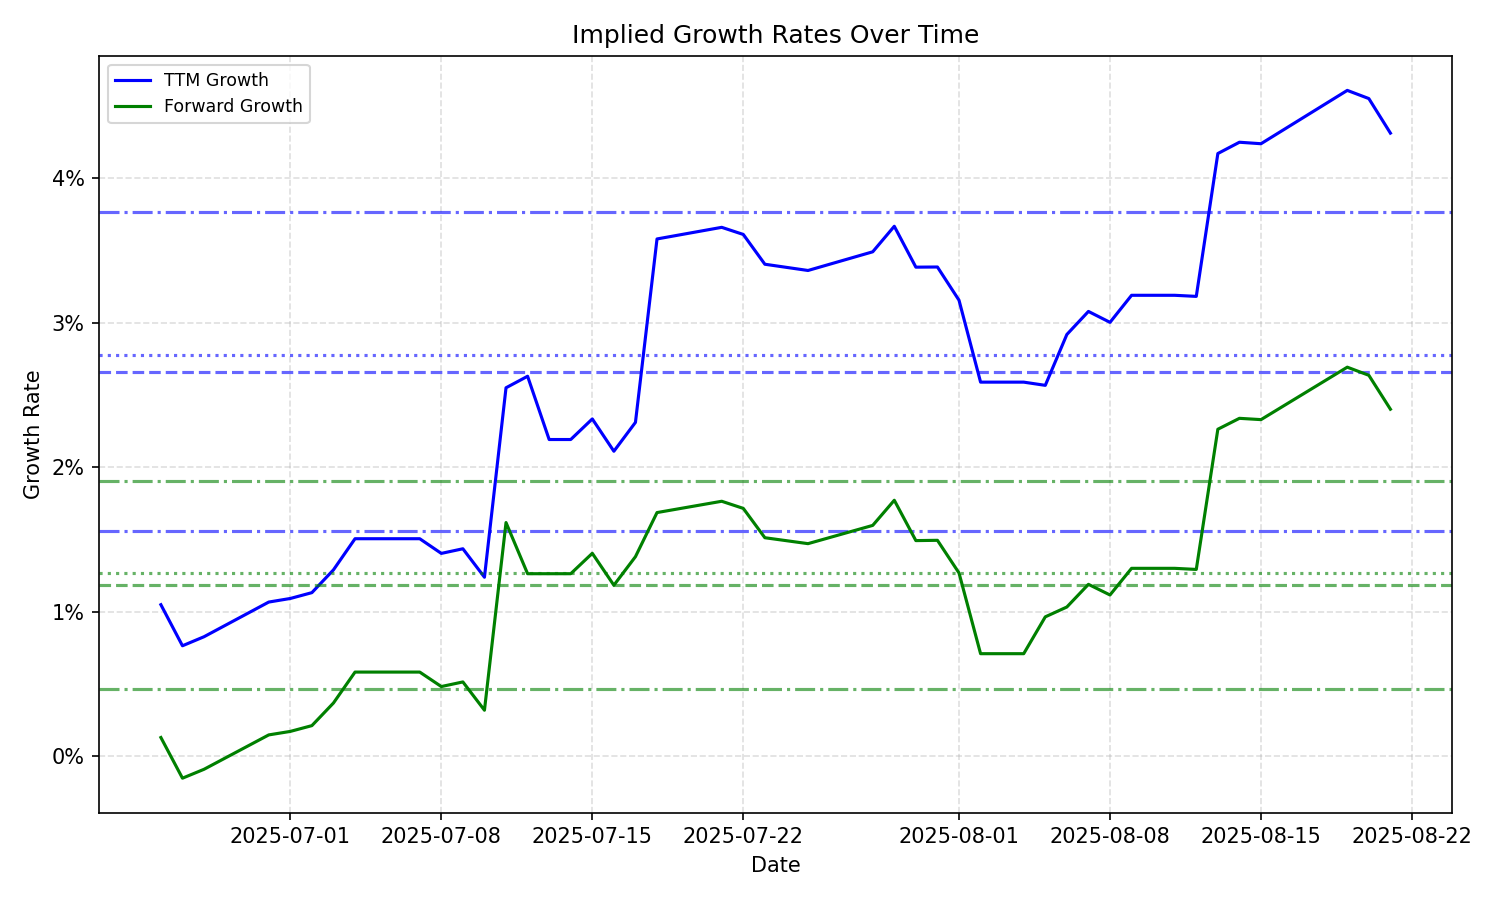 Implied Growth Rates Over Time
TTM Growth
Forward Growth
Growth Rate
4%
3%
2%
1%
0%
2025-07-01
2025-07-08
2025-07-15
2025-07-22
2025-08-01
2025-08-08
2025-08-15
2025-08-22
Date